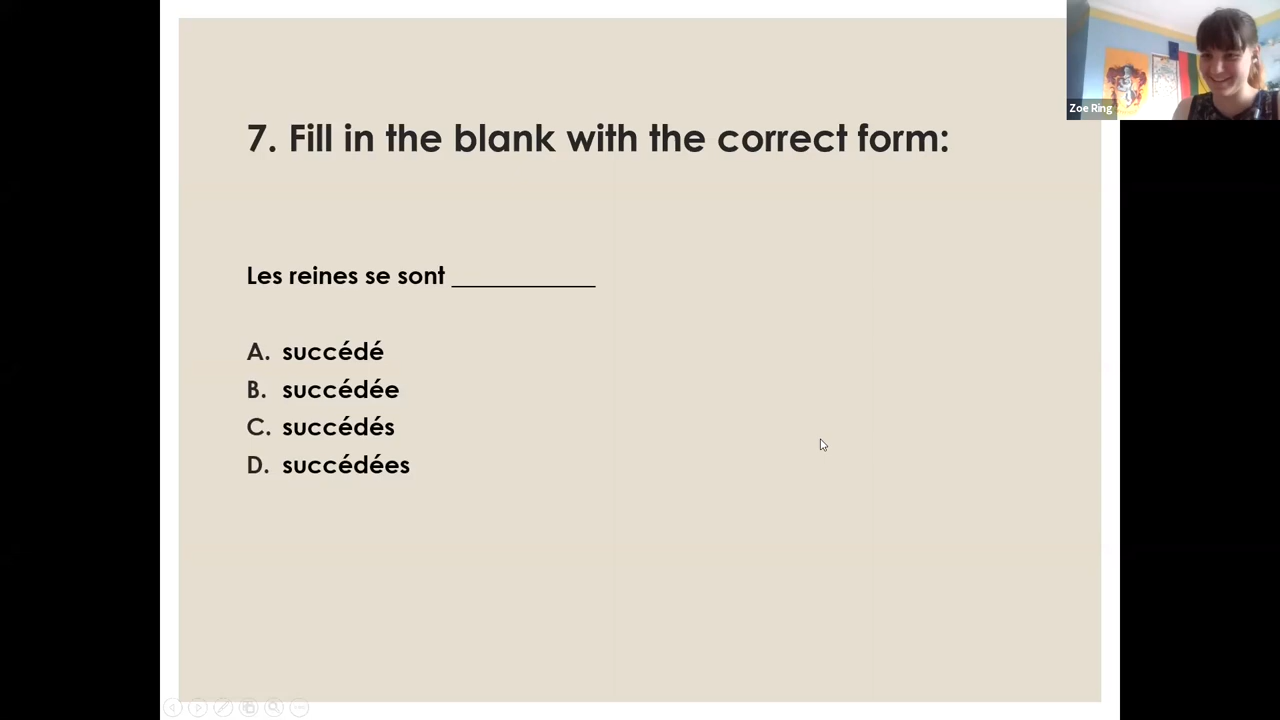 Zoe Ring
7. Fill in the blank with the correct form:
Les reines se sont ____________
A. succédé
B. succédée
C. succédés
D. succédées